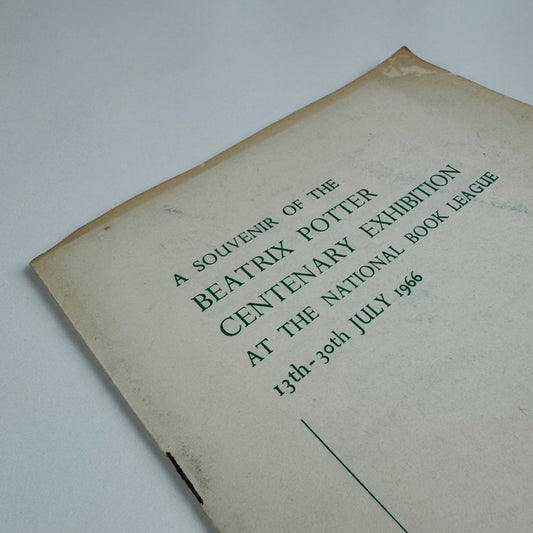 A SOUVENIR OF THE
BEATRIX POTTER
CENTENARY EXHIBITION
AT THE NATIONAL BOOK LEAGUE
13th-30th JULY 1966